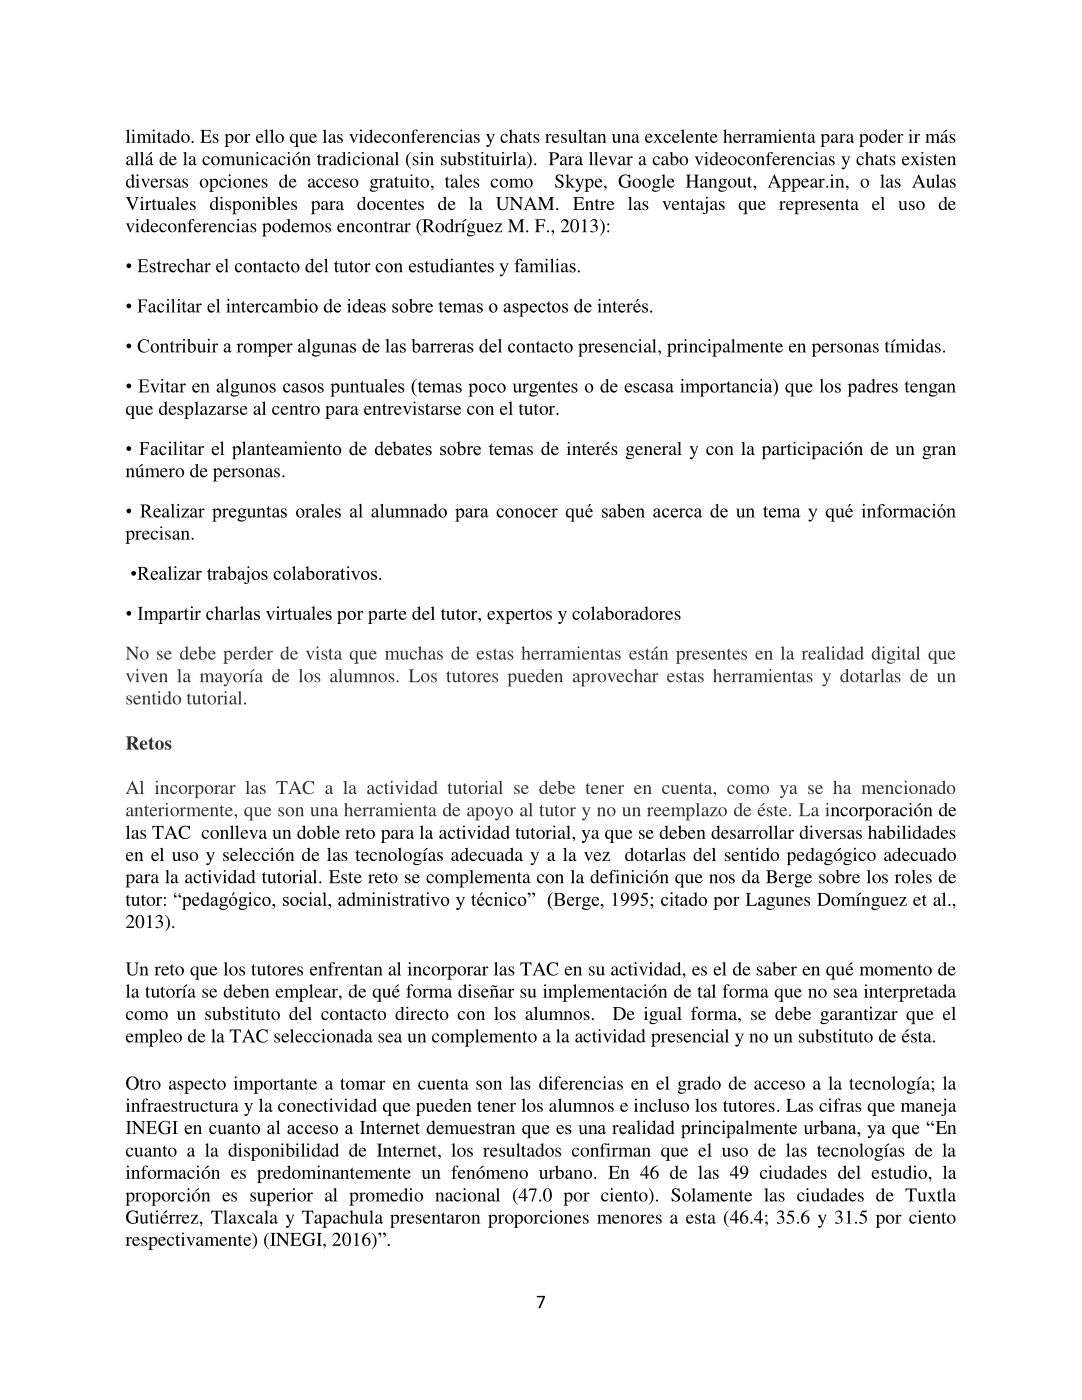 limitado. Es por ello que las videconferencias y chats resultan una excelente herramienta para poder ir más
allá de la comunicación tradicional (sin substituirla).  Para llevar a cabo videoconferencias y chats existen
diversas opciones de acceso gratuito, tales como  Skype, Google Hangout, Appear.in, o las Aulas
Virtuales disponibles para docentes de la UNAM. Entre las ventajas que representa el uso de
videconferencias podemos encontrar (Rodríguez M. F., 2013):
• Estrechar el contacto del tutor con estudiantes y familias.
• Facilitar el intercambio de ideas sobre temas o aspectos de interés.
• Contribuir a romper algunas de las barreras del contacto presencial, principalmente en personas tímidas.
• Evitar en algunos casos puntuales (temas poco urgentes o de escasa importancia) que los padres tengan
que desplazarse al centro para entrevistarse con el tutor.
• Facilitar el planteamiento de debates sobre temas de interés general y con la participación de un gran
número de personas.
• Realizar preguntas orales al alumnado para conocer qué saben acerca de un tema y qué información
precisan.
•Realizar trabajos colaborativos.
• Impartir charlas virtuales por parte del tutor, expertos y colaboradores
No se debe perder de vista que muchas de estas herramientas están presentes en la realidad digital que
viven la mayoría de los alumnos. Los tutores pueden aprovechar estas herramientas y dotarlas de un
sentido tutorial.
Retos
Al incorporar las TAC a la actividad tutorial se debe tener en cuenta, como ya se ha mencionado
anteriormente, que son una herramienta de apoyo al tutor y no un reemplazo de éste. La incorporación de
las TAC  conlleva un doble reto para la actividad tutorial, ya que se deben desarrollar diversas habilidades
en el uso y selección de las tecnologías adecuada y a la vez  dotarlas del sentido pedagógico adecuado
para la actividad tutorial. Este reto se complementa con la definición que nos da Berge sobre los roles de
tutor: “pedagógico, social, administrativo y técnico”  (Berge, 1995; citado por Lagunes Domínguez et al.,
2013).
Un reto que los tutores enfrentan al incorporar las TAC en su actividad, es el de saber en qué momento de
la tutoría se deben emplear, de qué forma diseñar su implementación de tal forma que no sea interpretada
como un substituto del contacto directo con los alumnos.  De igual forma, se debe garantizar que el
empleo de la TAC seleccionada sea un complemento a la actividad presencial y no un substituto de ésta.
Otro aspecto importante a tomar en cuenta son las diferencias en el grado de acceso a la tecnología; la
infraestructura y la conectividad que pueden tener los alumnos e incluso los tutores. Las cifras que maneja
INEGI en cuanto al acceso a Internet demuestran que es una realidad principalmente urbana, ya que “En
cuanto a la disponibilidad de Internet, los resultados confirman que el uso de las tecnologías de la
información es predominantemente un fenómeno urbano. En 46 de las 49 ciudades del estudio, la
proporción es superior al promedio nacional (47.0 por ciento). Solamente las ciudades de Tuxtla
Gutiérrez, Tlaxcala y Tapachula presentaron proporciones menores a esta (46.4; 35.6 y 31.5 por ciento
respectivamente) (INEGI, 2016)”.
7